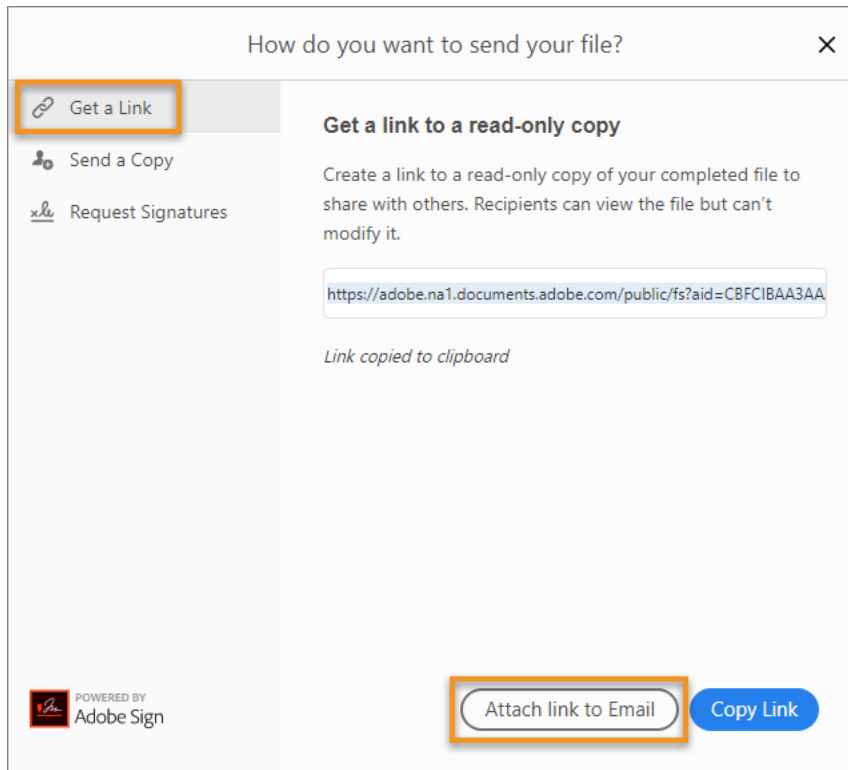 How do you want to send your file?
Get a Link
Send a Copy
Request Signatures
Get a link to a read-only copy
Create a link to a read-only copy of your completed file to
share with others. Recipients can view the file but can't
modify it.
https://adobe.na1.documents.adobe.com/public/fs?aid=CBFCIBAA3AA
Link copied to clipboard
POWERED BY
Adobe Sign
Attach link to Email
Copy Link